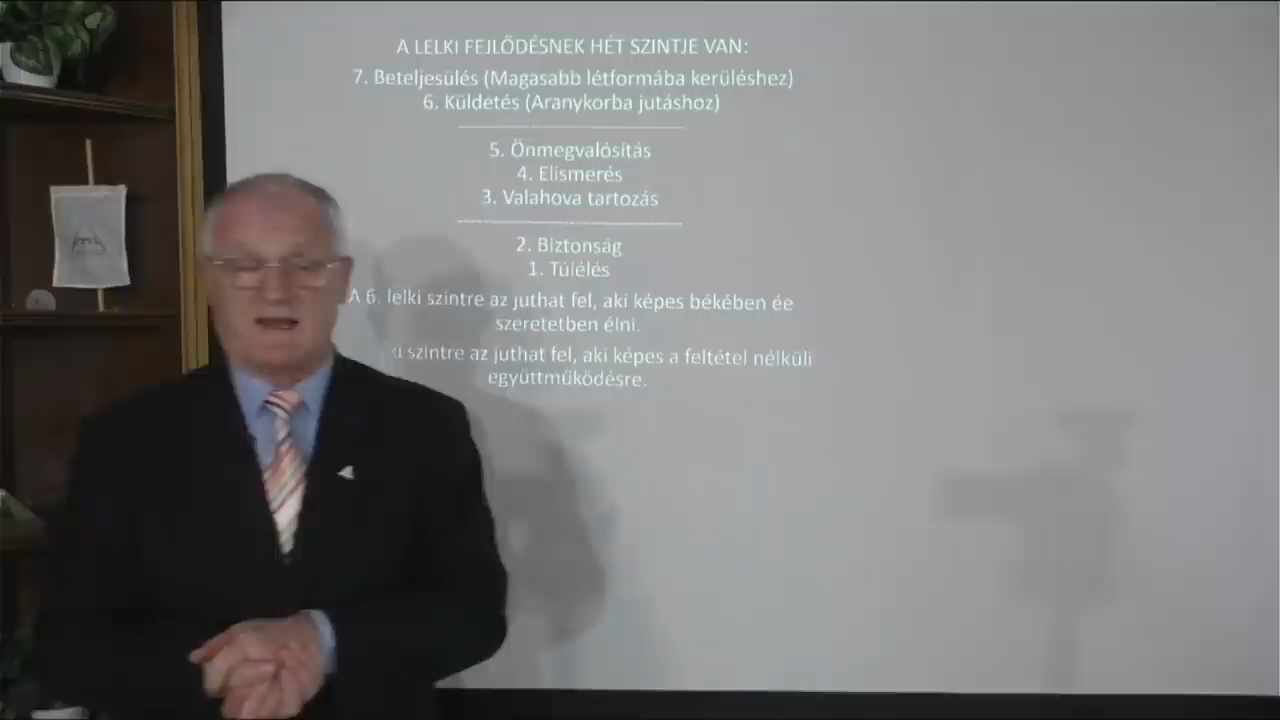 A LELKI FEJLŐDÉSNEK HÉT SZINTJE VAN:
7. Beteljesülés (Magasabb létformába kerüléshez)
6. Küldetés (Aranykorba jutáshoz)
5. Önmegvalósítás
4. Elismerés
3. Valahova tartozás
2. Biztonság
1. Túlélés
A 6. lelki szintre az juthat fel, aki képes békében ée
szeretetben élni.
szintre az juthat fel, aki képes a feltétel nélküli
együttműködésre.